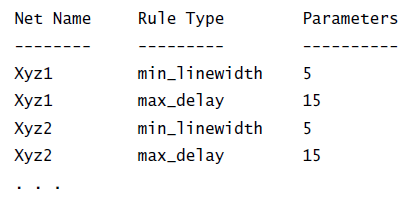 Net Name Rule Type Parameters
-------- --------- ----------
Xyz1 min_linewidth 5
Xyz1 max_delay 15
Xyz2 min_linewidth 5
Xyz2 max_delay 15
. . .